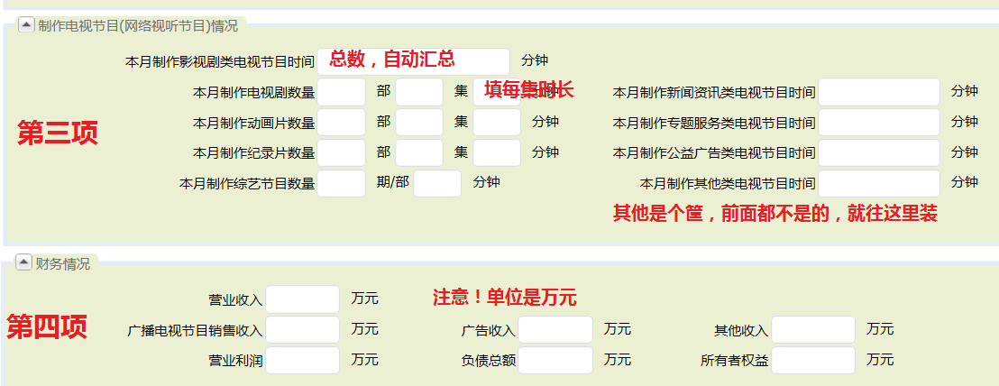 制作电视节目(网络视听节目)情况
本月制作影视剧类电视节目时间 总数，自动汇总 分钟
本月制作电视剧数量 部 集 填每集时长 分钟 本月制作新闻资讯类电视节目时间 分钟
第三项 本月制作动画片数量 部 集 分钟 本月制作专题服务类电视节目时间 分钟
本月制作纪录片数量 部 集 分钟 本月制作公益广告类电视节目时间 分钟
本月制作综艺节目数量 期/部 分钟 本月制作其他类电视节目时间 分钟
其他是个筐，前面都不是的，就往这里装
财务情况
营业收入 万元 注意！单位是万元
第四项 广播电视节目销售收入 万元 广告收入 万元 其他收入 万元
营业利润 万元 负债总额 万元 所有者权益 万元